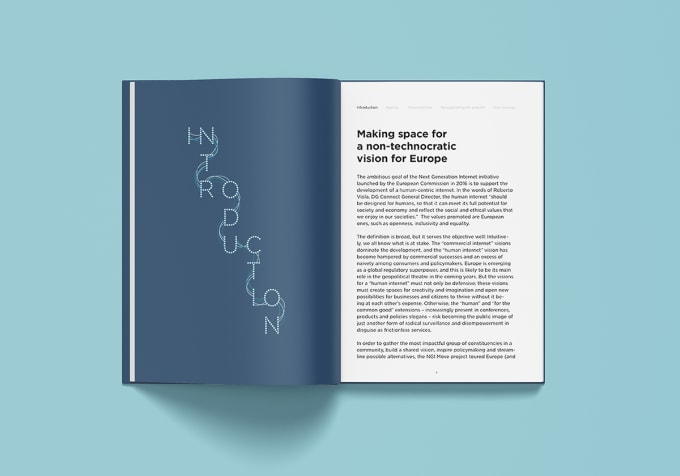 IN
T
RO
D
UC
T
IO
N
Introduction
Making space for
a non-technocratic
vision for Europe
The ambitious goal of the Next Generation Internet initiative
launched by the European Commission in 2016 is to support the
development of a human-centric internet. In the words of Roberto
Viola, DG Connect General Director, the human internet “should
be designed for humans, so that it can meet its full potential for
society and economy and reflect the social and ethical values that
we enjoy in our societies.” The values promoted are European
ones, such as openness, inclusivity and equality.
The definition is broad, but it serves the objective well: intuitive-
ly, we all know what is at stake. The “commercial internet” visions
dominate the development, and the “human internet” vision has
become hampered by commercial successes and an excess of
naivety among consumers and policymakers. Europe is emerging
as a global regulatory superpower, and this is likely to be its main
role in the geopolitical theatre in the coming years. But the visions
for a “human internet” must not only be defensive; these visions
must create spaces for creativity and imagination and open new
possibilities for businesses and citizens to thrive without it be-
ing at each other's expense. Otherwise, the “human” and “for the
common good” extensions – increasingly present in conferences,
products and policies slogans – risk becoming the public image of
just another form of radical surveillance and disempowerment in
disguise as frictionless services.
In order to gather the most impactful group of constituencies in a
community, build a shared vision, inspire policymaking and stream-
line possible alternatives, the NGI Move project toured Europe (and